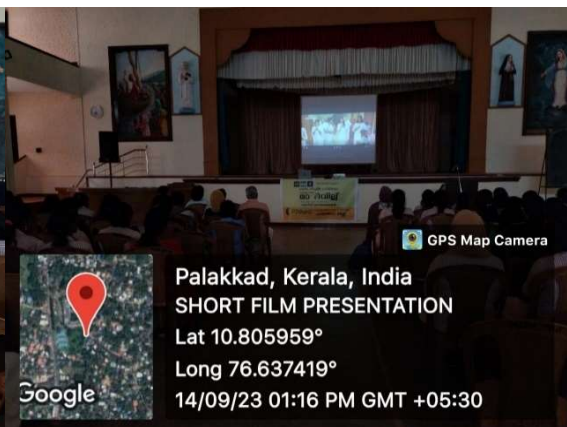 GPS Map Camera
Palakkad, Kerala, India
SHORT FILM PRESENTATION
Lat 10.805959°
Long 76.637419°
14/09/23 01:16 PM GMT +05:30
Google